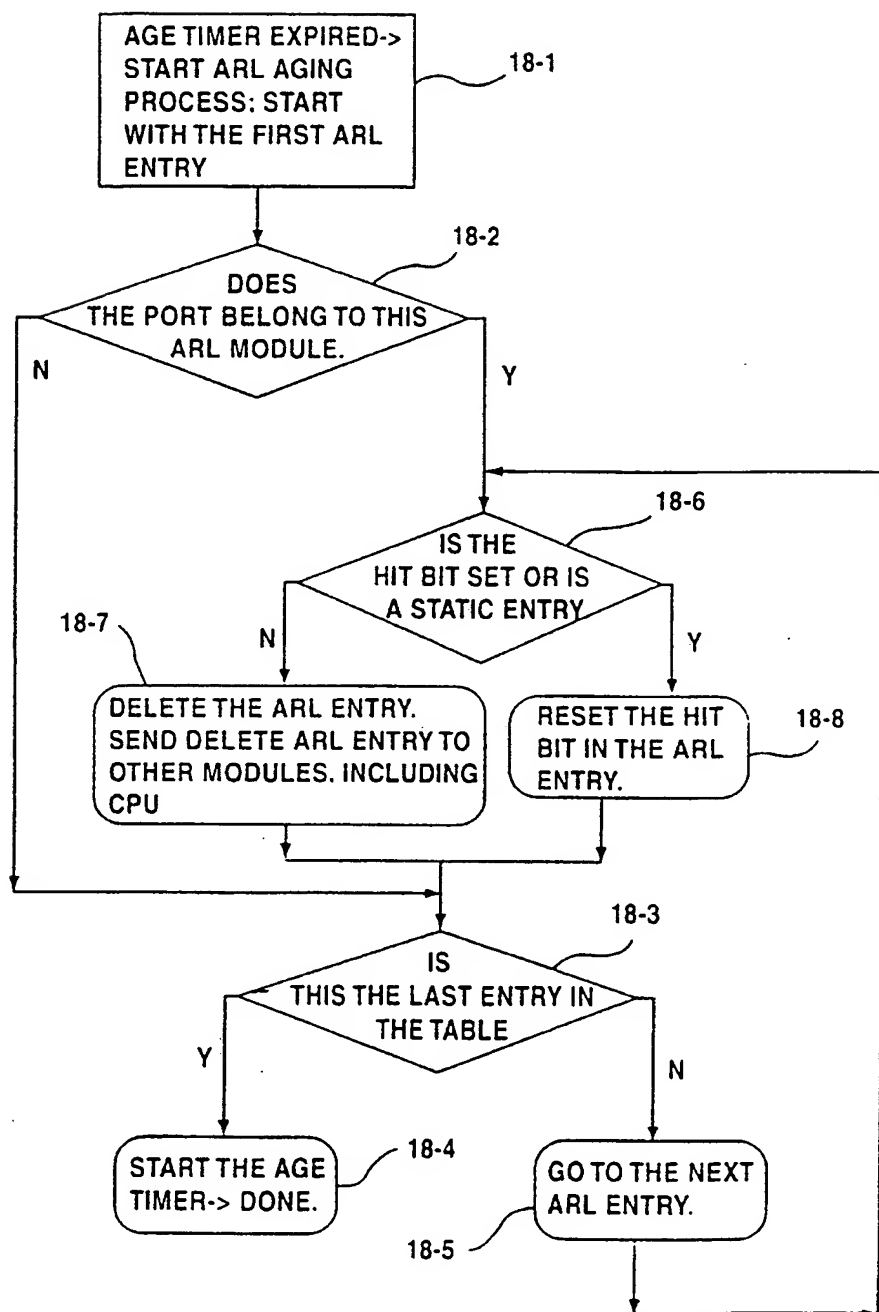 AGE TIMER EXPIRED->
START ARL AGING
PROCESS: START
WITH THE FIRST ARL
ENTRY
18-1
18-2
DOES
THE PORT BELONG TO THIS
ARL MODULE.
N
Y
18-6
IS THE
HIT BIT SET OR IS
A STATIC ENTRY
N
Y
18-7
DELETE THE ARL ENTRY.
SEND DELETE ARL ENTRY TO
OTHER MODULES. INCLUDING
CPU
RESET THE HIT
BIT IN THE ARL
ENTRY.
18-8
18-3
IS
THIS THE LAST ENTRY IN
THE TABLE
Y
N
START THE AGE
TIMER-> DONE.
18-4
GO TO THE NEXT
ARL ENTRY.
18-5